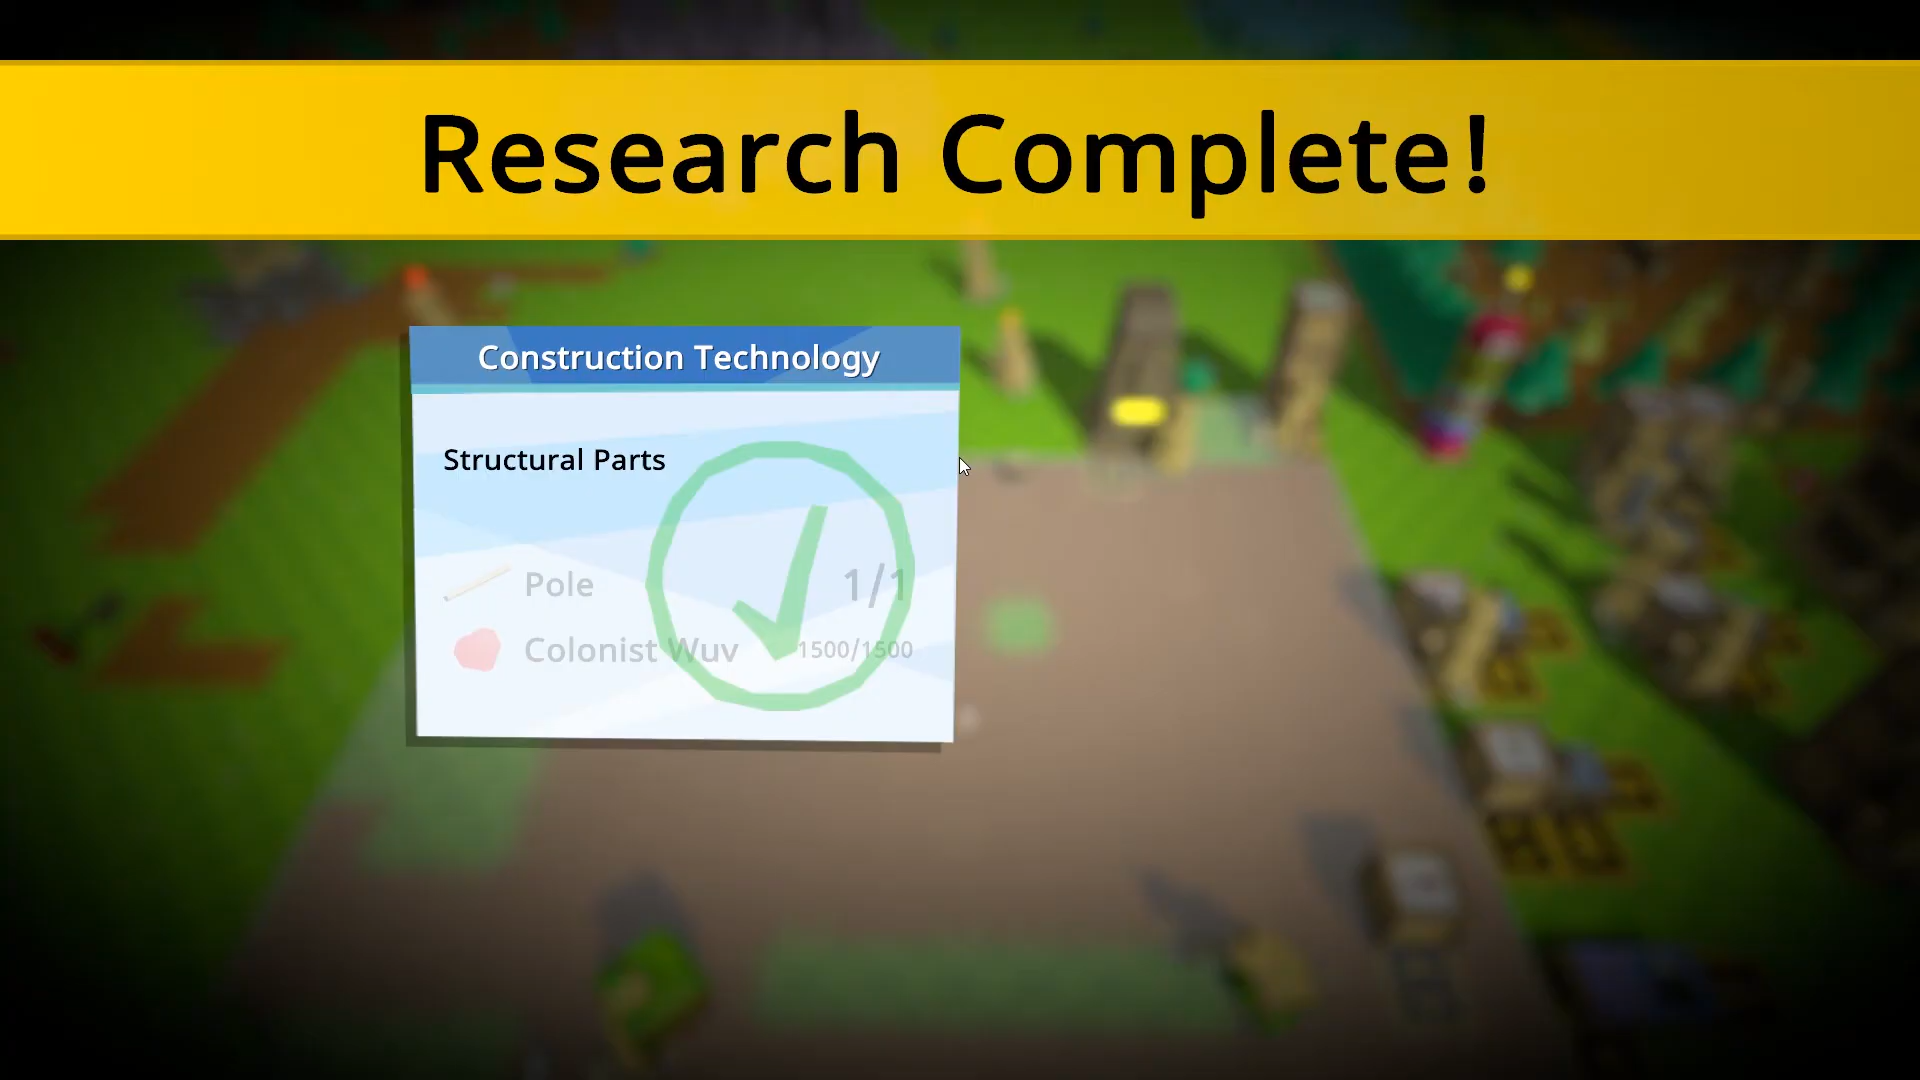 Research Complete!
Construction Technology
Structural Parts
Pole 1/1
Colonist Wuv 1500/1500